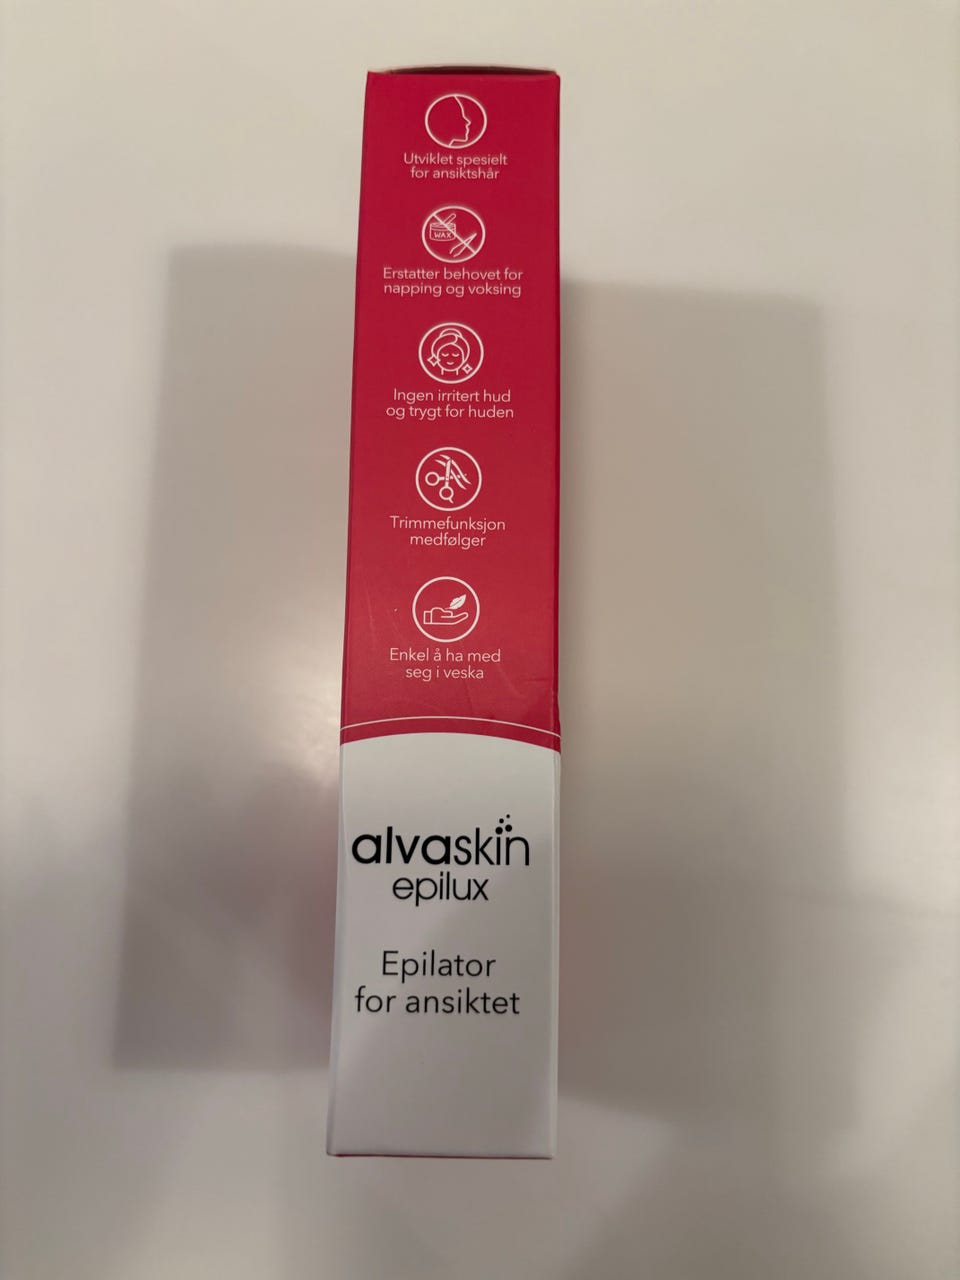 Utviklet spesielt
for ansiktshår
WAX
Erstatter behovet for
napping og voksing
Ingen irritert hud
og trygt for huden
Trimmefunksjon
medfølger
Enkel å ha med
seg i veska
alvaskin
epilux
Epilator
for ansiktet